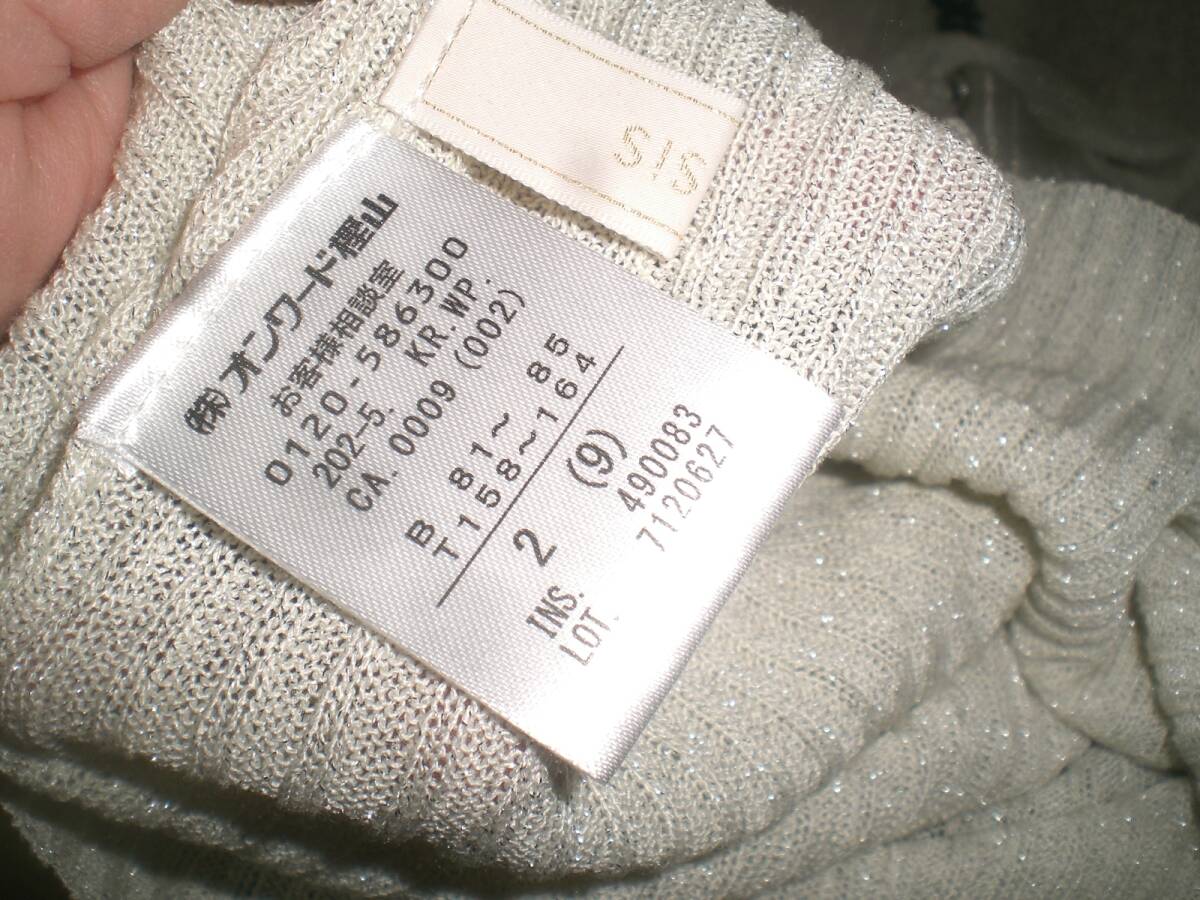 SIS
㈱オンワード樫山
お客様相談室
0120-586300
202-5. KR.WP.
CA.0009 (002)
B 81~ 85
T158~164
2 (9)
INS. 490083
LOT. 7120627